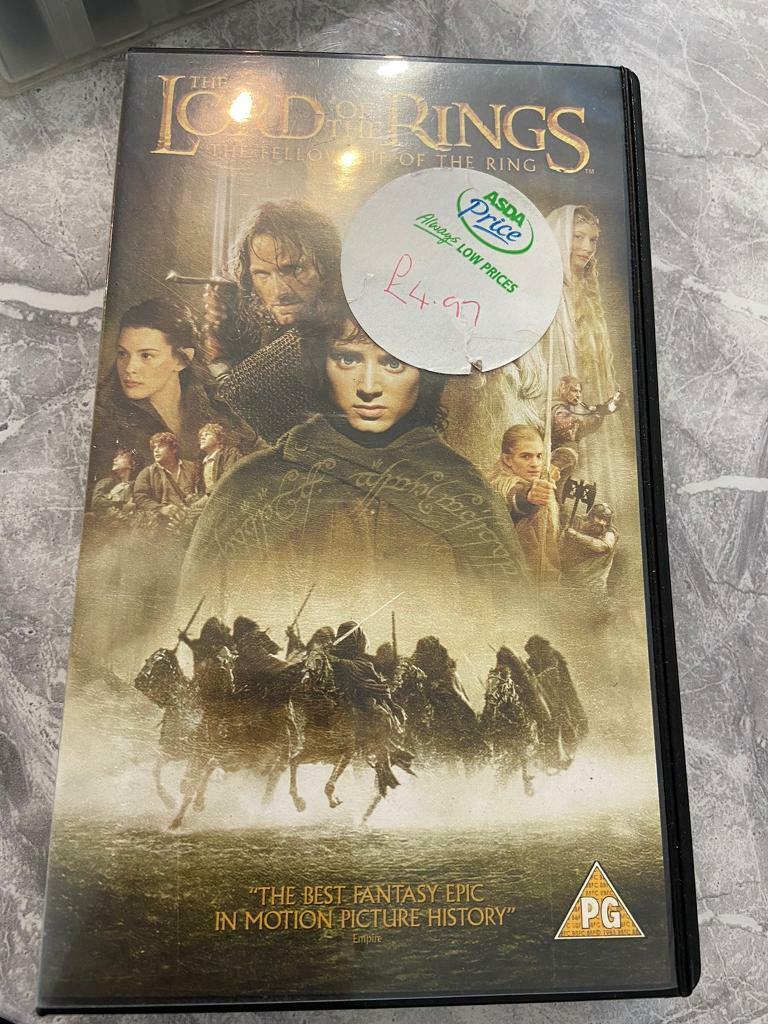 THE
LORD OF THE RINGS
THE FELLOWSHIP OF THE RING ™
ASDA
Price
Always LOW PRICES
£4.97
"THE BEST FANTASY EPIC
IN MOTION PICTURE HISTORY"
Empire
PG